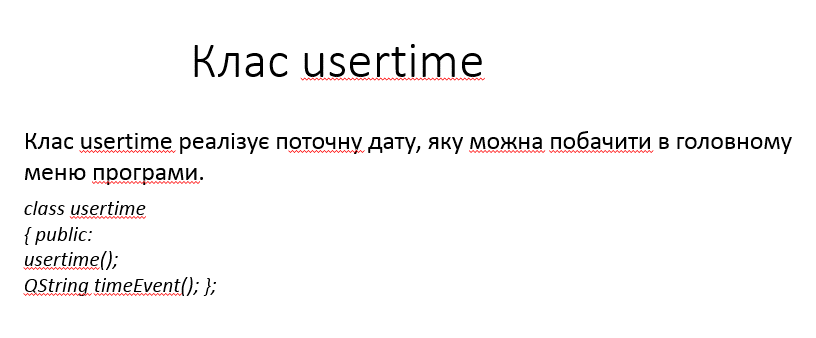 Клас usertime
Клас usertime реалізує поточну дату, яку можна побачити в головному
меню програми.
class usertime
{ public:
usertime();
QString timeEvent(); };